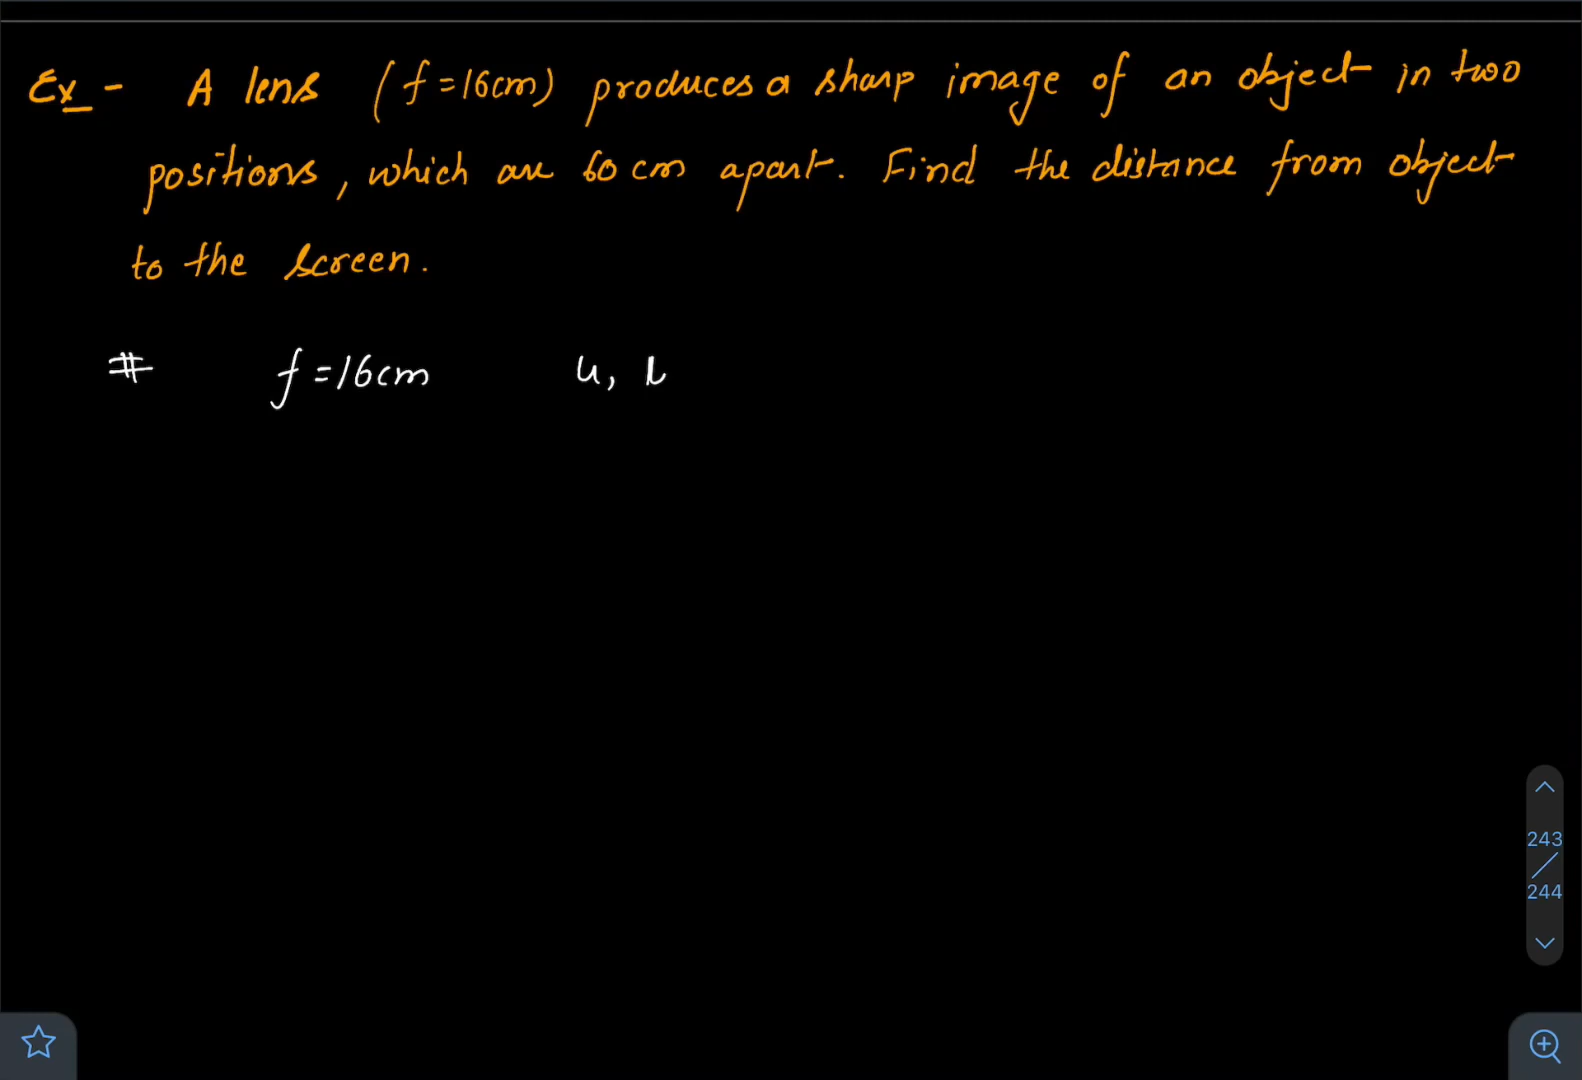 Ex - A lens (f=16cm) produces a sharp image of an object in two
positions, which are 60 cm apart. Find the distance from object
to the screen.
# f=16cm u,
243
/
244